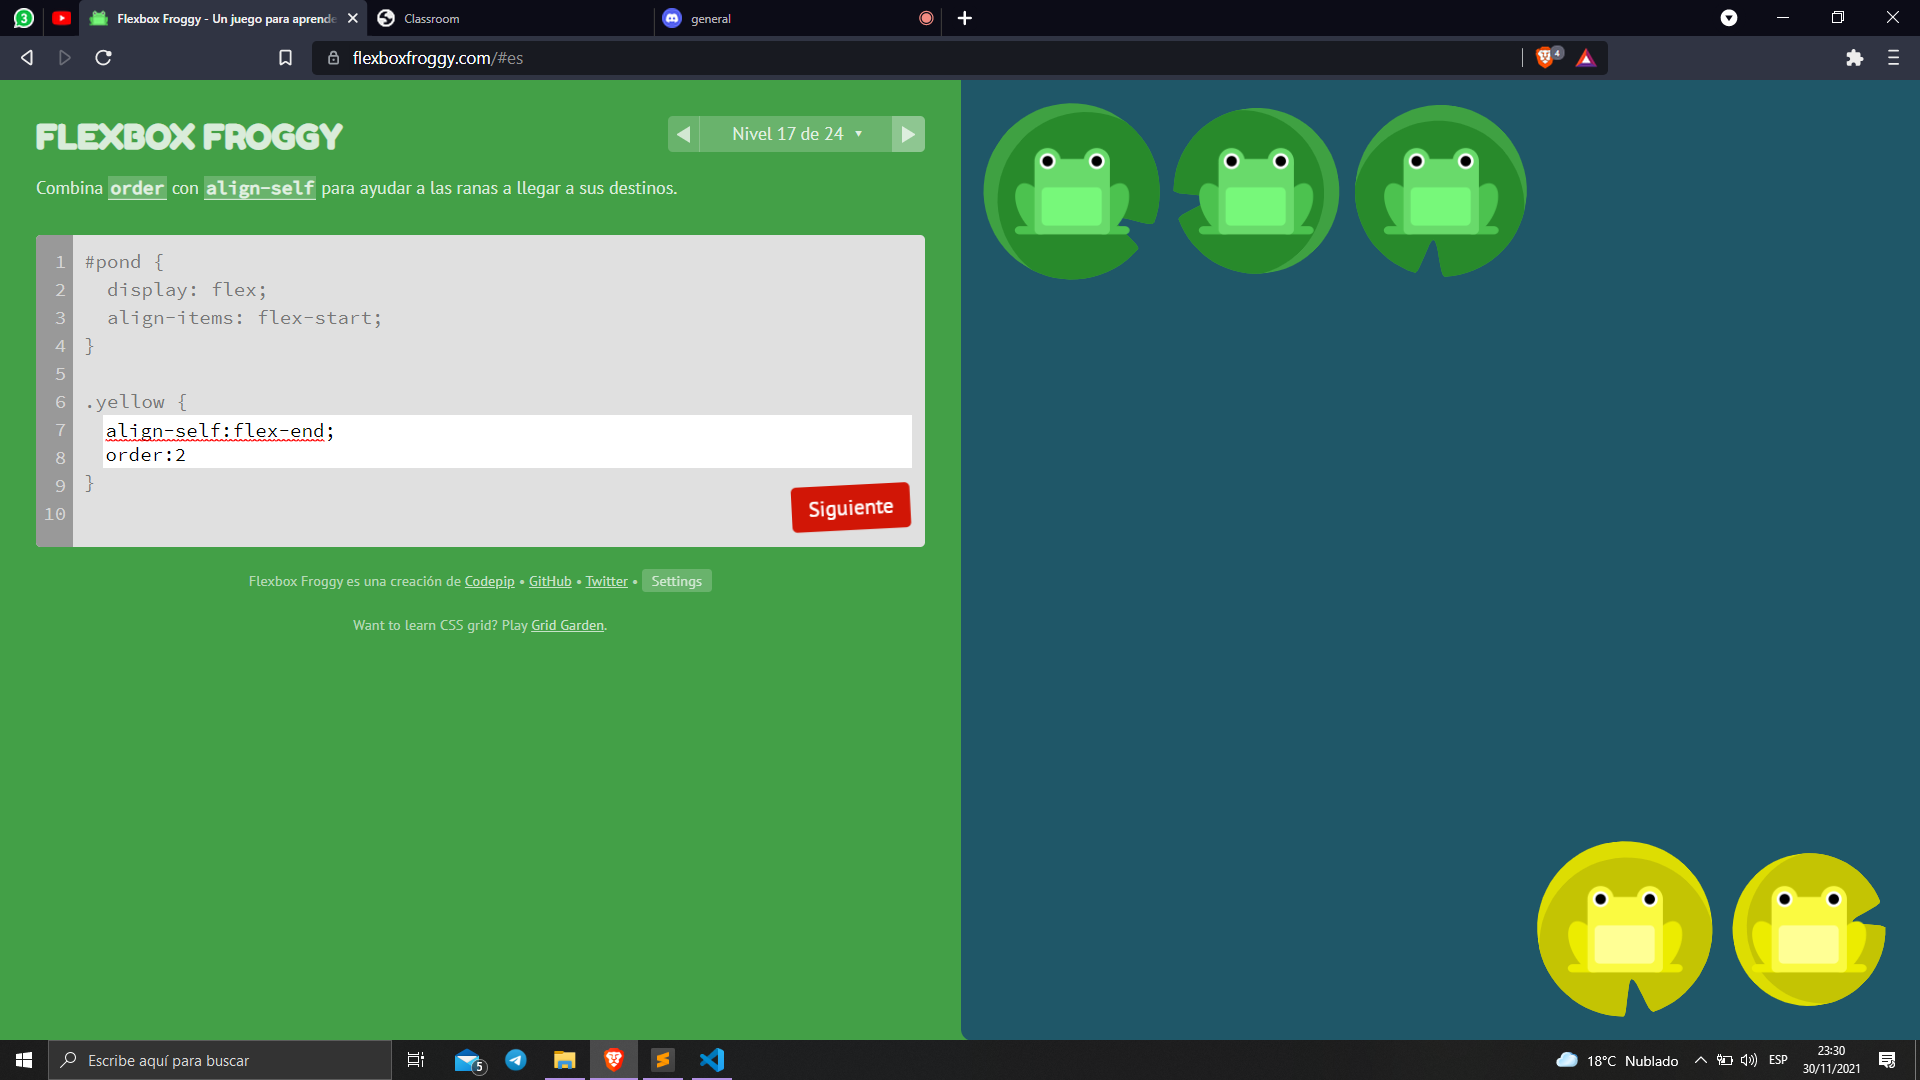 3
Flexbox Froggy - Un juego para aprende
Classroom
general
flexboxfroggy.com/#es
4
FLEXBOX FROGGY
Nivel 17 de 24
Combina order con align-self para ayudar a las ranas a llegar a sus destinos.
1 #pond {
2 display: flex;
3 align-items: flex-start;
4 }
5
6 .yellow {
7 align-self:flex-end;
8 order:2
9 }
10
Siguiente
Flexbox Froggy es una creación de Codepip • GitHub • Twitter • Settings
Want to learn CSS grid? Play Grid Garden.
Escribe aquí para buscar
5
18°C Nublado
ESP
23:30
30/11/2021